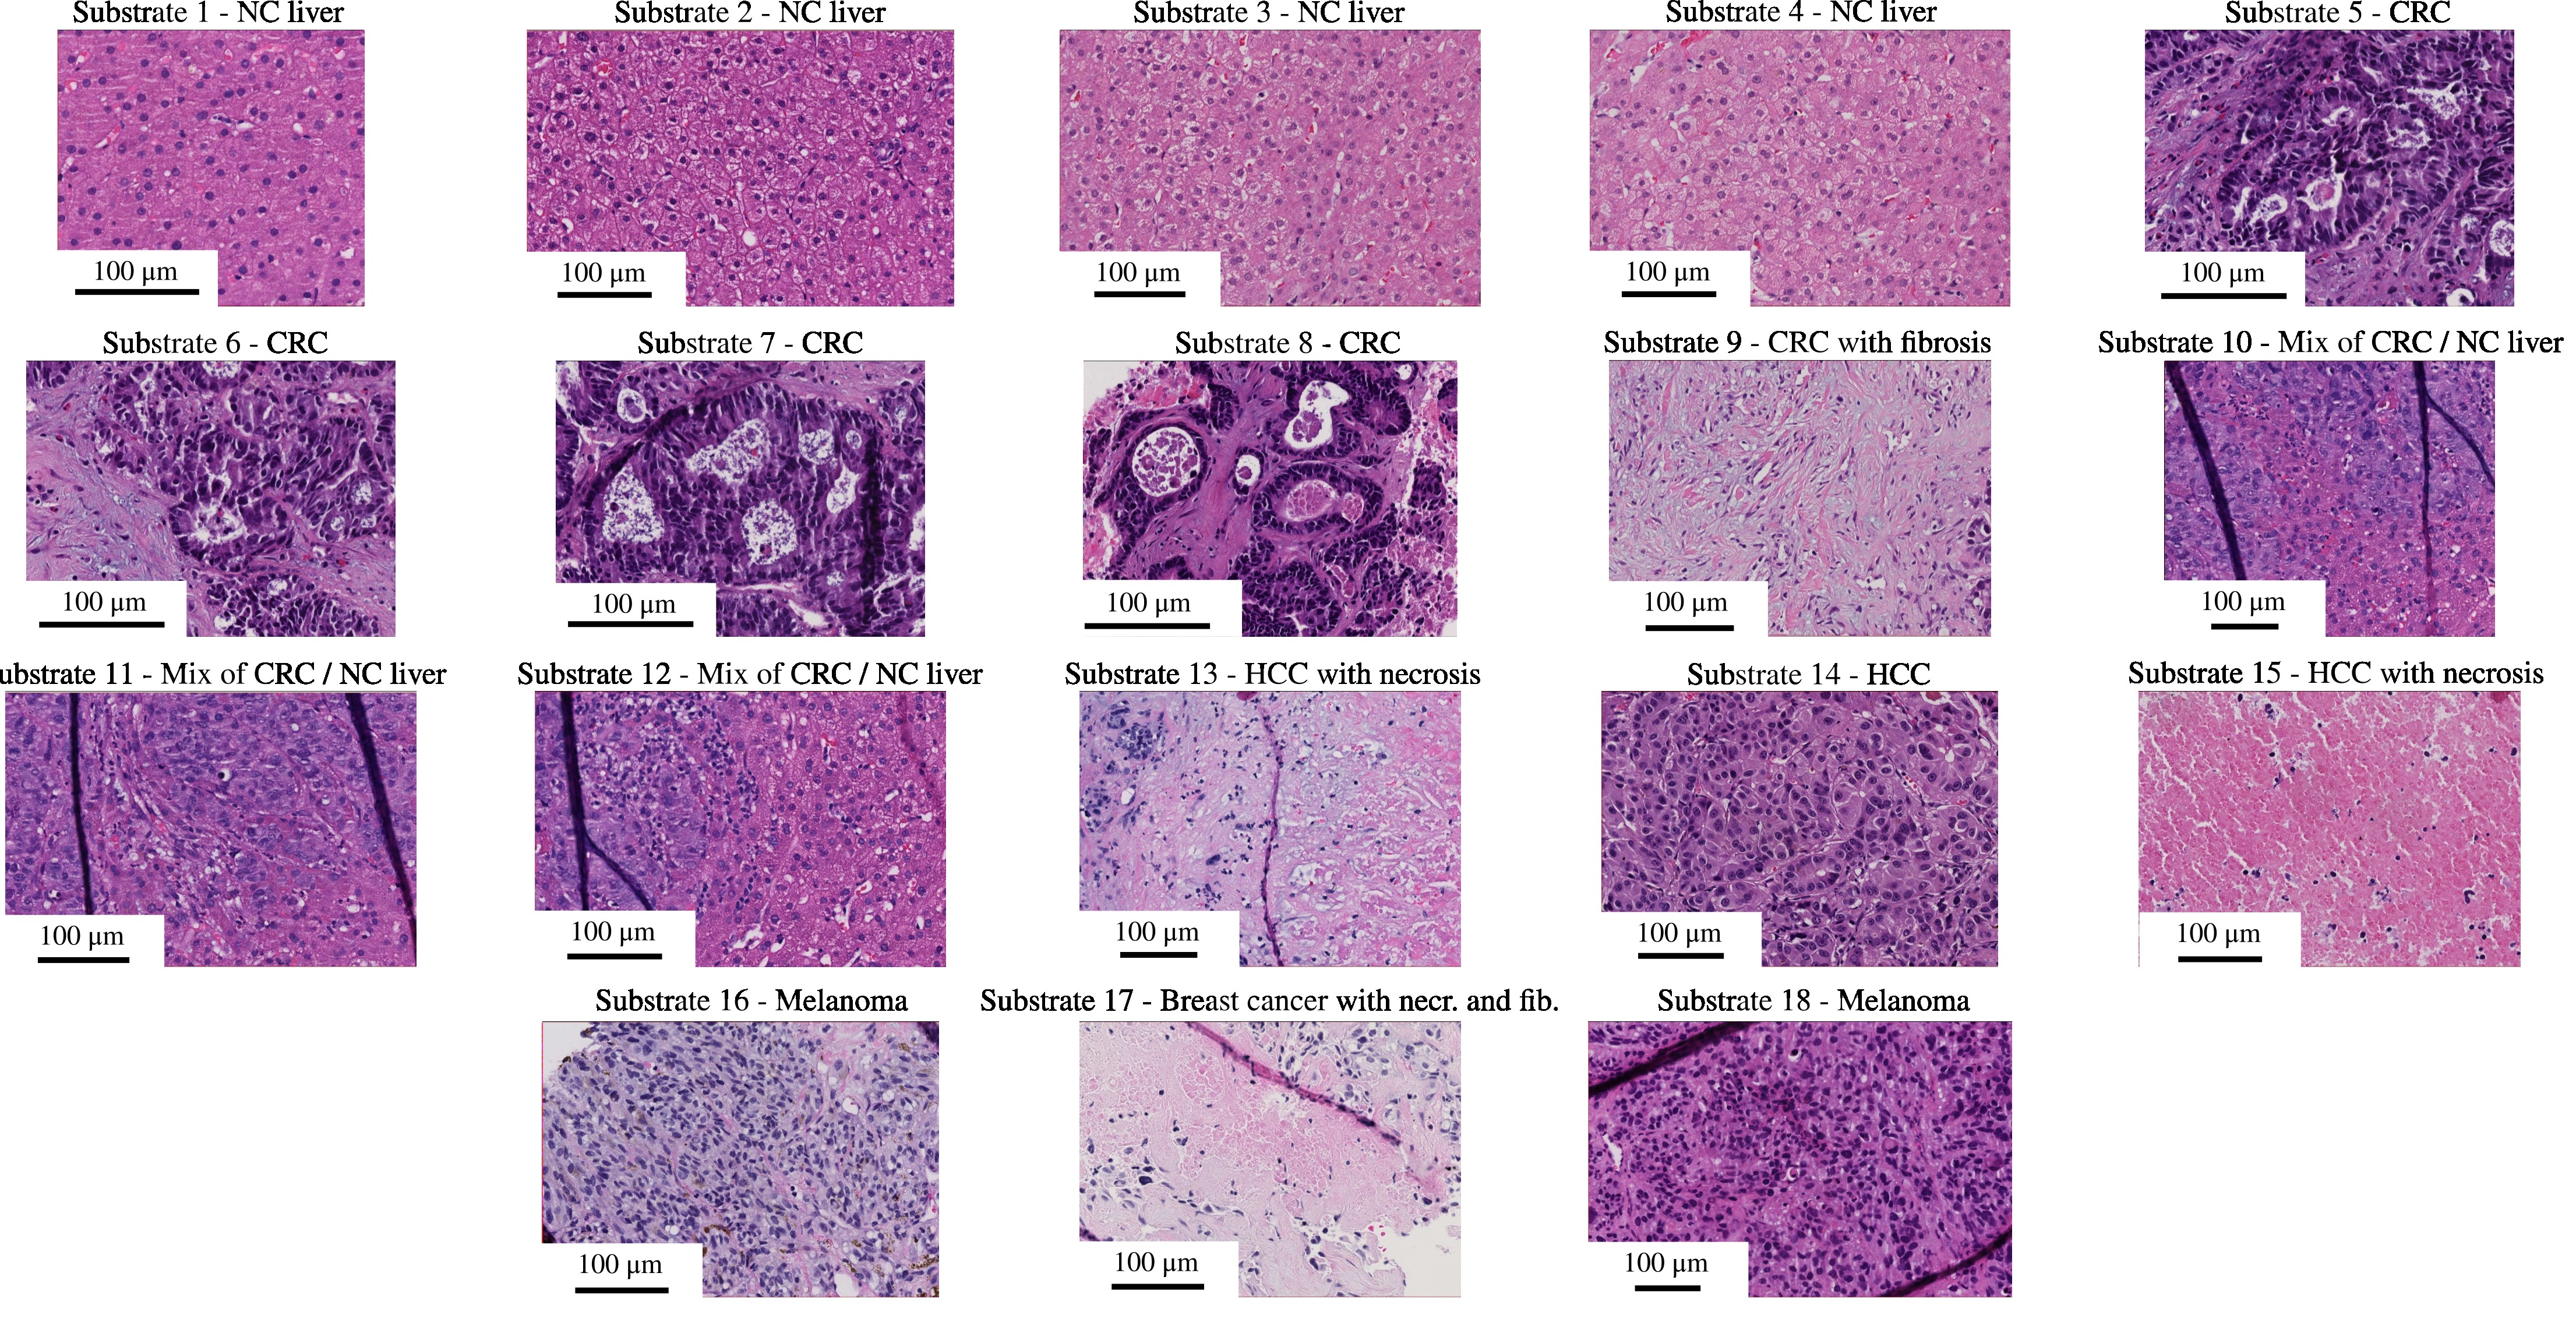 Substrate 1 - NC liver
Substrate 2 - NC liver
Substrate 3 - NC liver
Substrate 4 - NC liver
Substrate 5 - CRC
100 µm
100 µm
100 µm
100 µm
100 µm
Substrate 6 - CRC
Substrate 7 - CRC
Substrate 8 - CRC
Substrate 9 - CRC with fibrosis
Substrate 10 - Mix of CRC / NC liver
100 µm
100 µm
100 µm
100 µm
100 µm
ubstrate 11 - Mix of CRC / NC liver
Substrate 12 - Mix of CRC / NC liver
Substrate 13 - HCC with necrosis
Substrate 14 - HCC
Substrate 15 - HCC with necrosis
100 µm
100 µm
100 µm
100 µm
100 µm
Substrate 16 - Melanoma
Substrate 17 - Breast cancer with necr. and fib.
Substrate 18 - Melanoma
100 µm
100 µm
100 µm